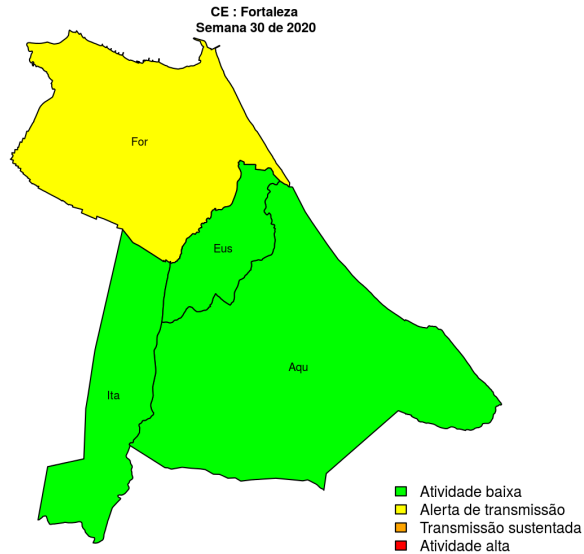 CE : Fortaleza
Semana 30 de 2020
For
Eus
Aqu
Ita
Atividade baixa
Alerta de transmissão
Transmissão sustentada
Atividade alta